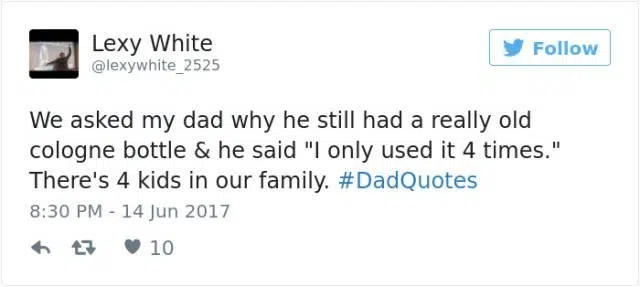 Lexy White
@lexywhite_2525
Follow
We asked my dad why he still had a really old
cologne bottle & he said "I only used it 4 times."
There's 4 kids in our family. #DadQuotes
8:30 PM - 14 Jun 2017
10